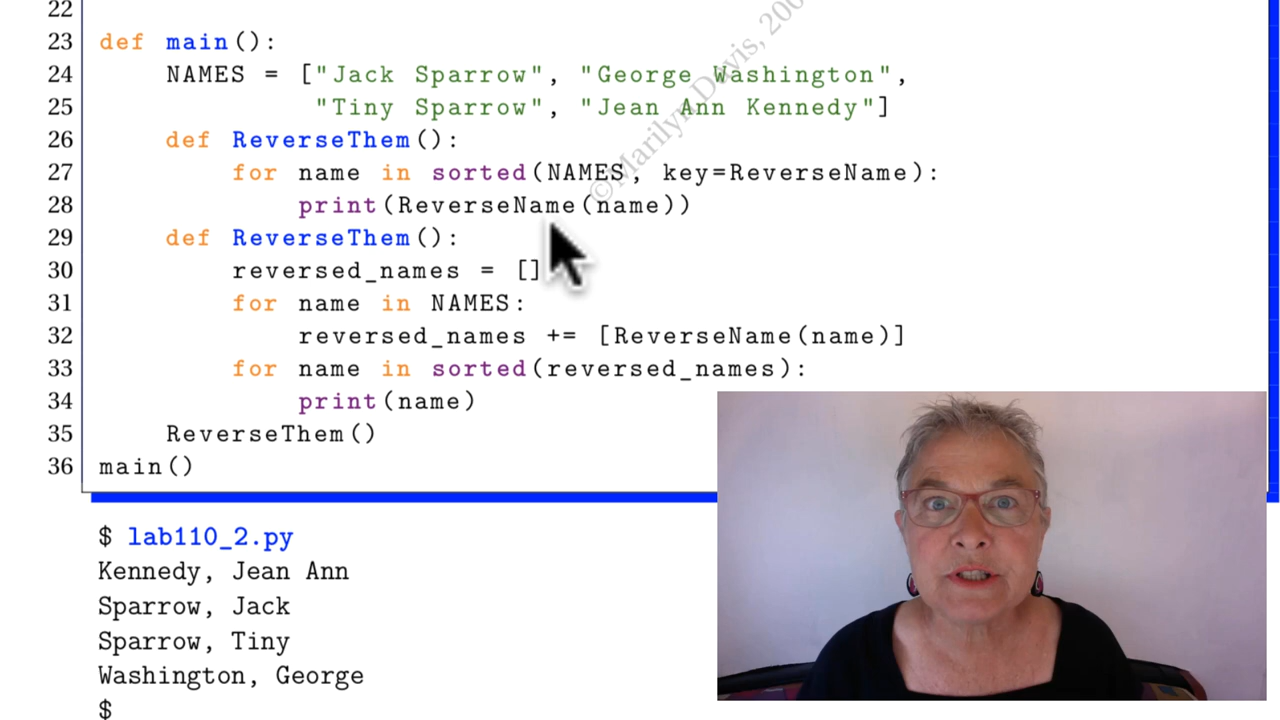 22
23 def main():
24     NAMES = ["Jack Sparrow", "George Washington",
25              "Tiny Sparrow", "Jean Ann Kennedy"]
26     def ReverseThem():
27         for name in sorted(NAMES, key=ReverseName):
28             print(ReverseName(name))
29     def ReverseThem():
30         reversed_names = []
31         for name in NAMES:
32             reversed_names += [ReverseName(name)]
33         for name in sorted(reversed_names):
34             print(name)
35     ReverseThem()
36 main()
©Marilyn Davis,
$ lab110_2.py
Kennedy, Jean Ann
Sparrow, Jack
Sparrow, Tiny
Washington, George
$